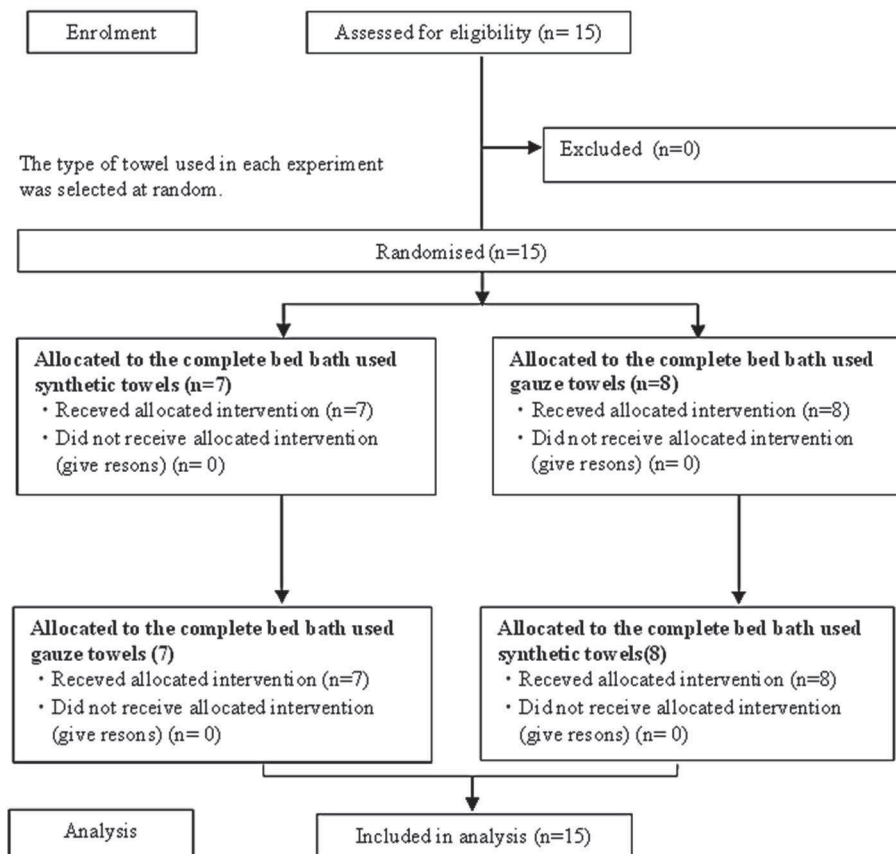 Enrolment
Assessed for eligibility (n= 15)
Excluded (n=0)
The type of towel used in each experiment
was selected at random.
Randomised (n=15)
Allocated to the complete bed bath used
synthetic towels (n=7)
・Receved allocated intervention (n=7)
・Did not receive allocated intervention
(give resons) (n= 0)
Allocated to the complete bed bath used
gauze towels (n=8)
・Receved allocated intervention (n=8)
・Did not receive allocated intervention
(give resons) (n= 0)
Allocated to the complete bed bath used
gauze towels (7)
・Receved allocated intervention (n=7)
・Did not receive allocated intervention
(give resons) (n= 0)
Allocated to the complete bed bath used
synthetic towels(8)
・Receved allocated intervention (n=8)
・Did not receive allocated intervention
(give resons) (n= 0)
Analysis
Included in analysis (n=15)